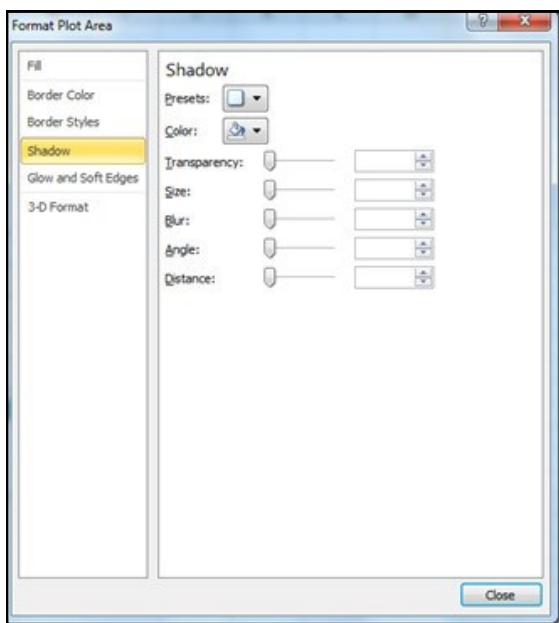 Format Plot Area
Fill
Border Color
Border Styles
Shadow
Glow and Soft Edges
3-D Format
Shadow
Presets:
Color:
Transparency:
Size:
Blur:
Angle:
Distance:
Close